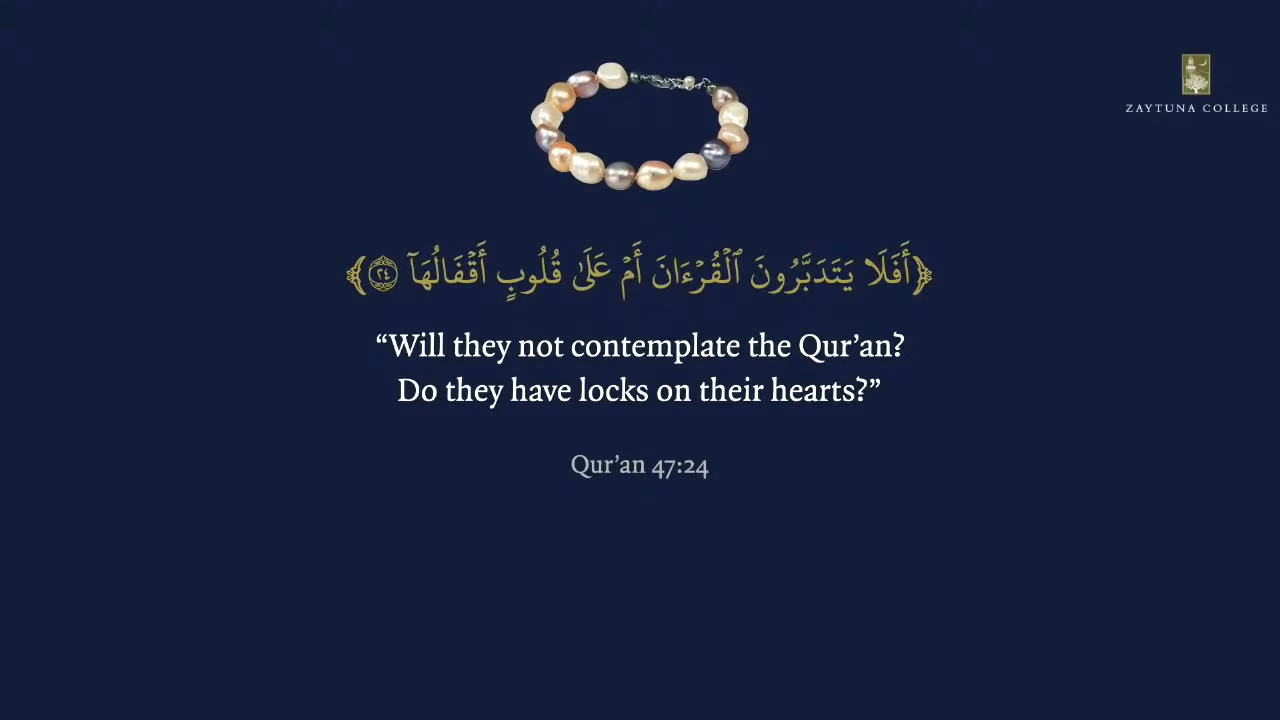 ZAYTUNA COLLEGE
﴿أَفَلَا يَتَدَبَّرُونَ ٱلْقُرْءَانَ أَمْ عَلَىٰ قُلُوبٍ أَقْفَالُهَآ ٢٤﴾
“Will they not contemplate the Qur’an?
Do they have locks on their hearts?”
Qur’an 47:24